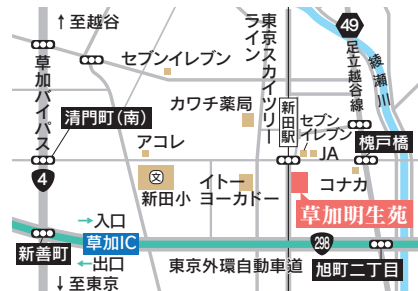 ↑至越谷
草加バイパス
清門町(南)
4
セブンイレブン
カワチ薬局
アコレ
文
新田小
イトー
ヨーカドー
東京スカイツリー
ライン
新田駅
セブン
イレブン
JA
49
足立越谷線
綾瀬川
槐戸橋
コナカ
草加明生苑
→入口
草加IC
←出口
新善町
↓至東京
東京外環自動車道
298
旭町二丁目